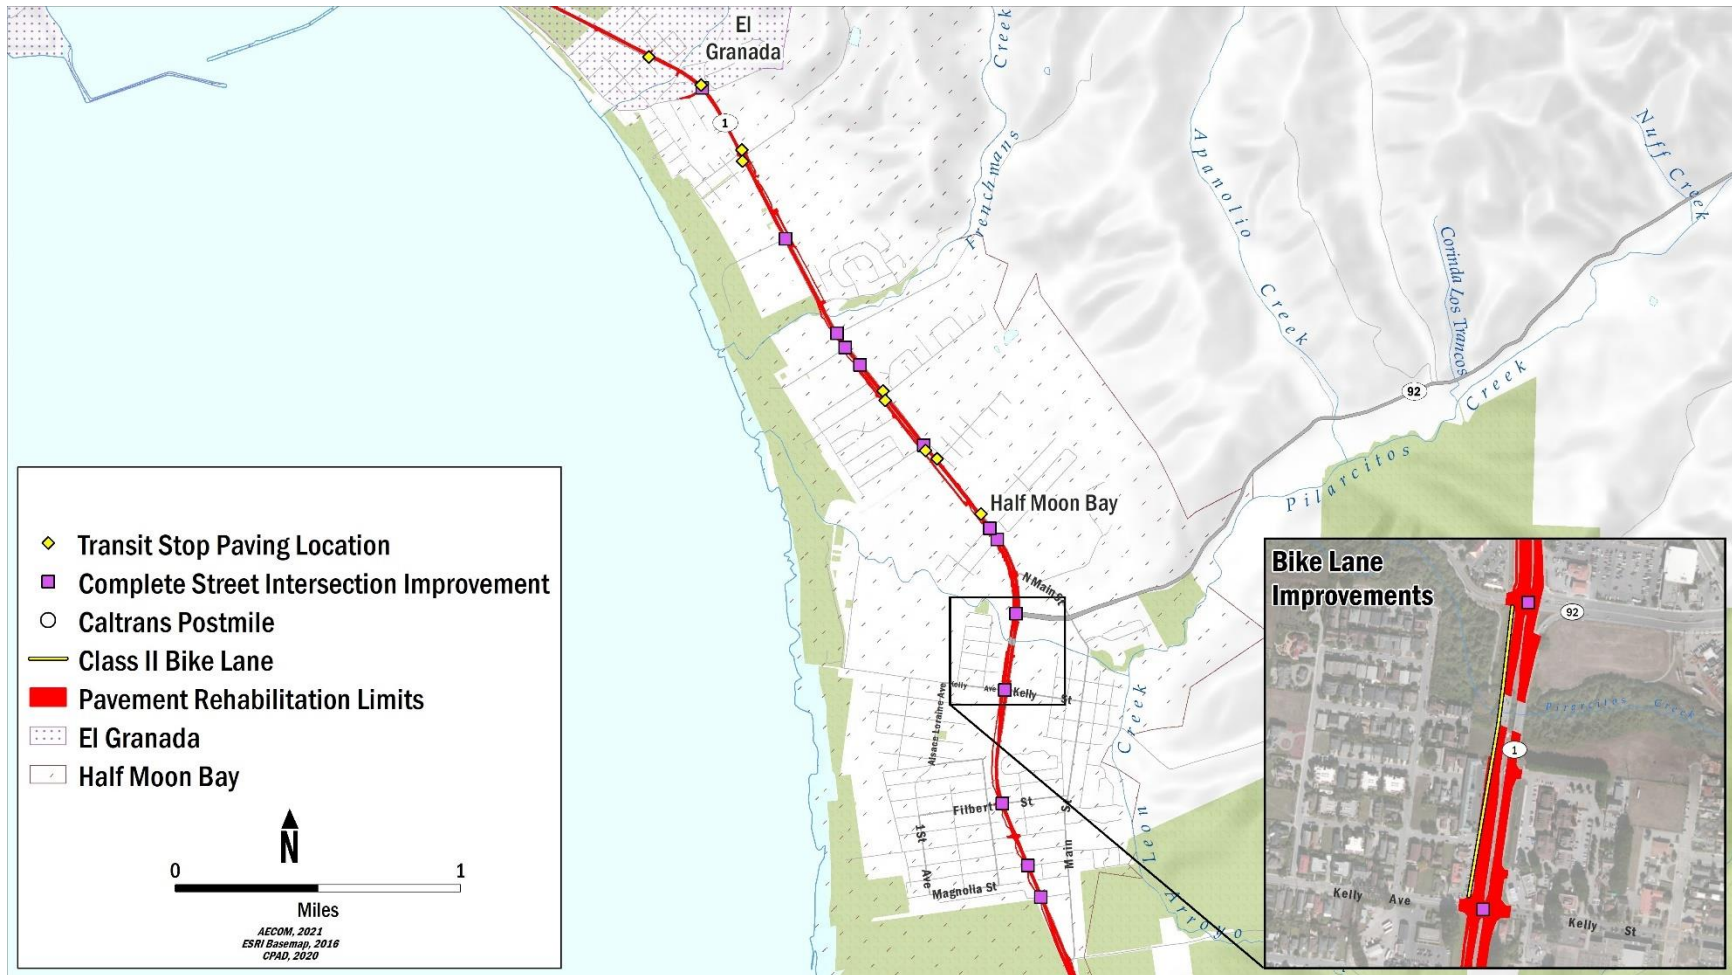 El
Granada
1
Frenchmans Creek
Apanolio Creek
Nuff Creek
Corinda Los Trancos
Creek
92
Pilarcitos
Half Moon Bay
N Main St
Kelly Ave
Kelly St
Alsace Loraine Ave
Filbert St
1St Ave
Main St
Magnolia St
Leon Creek
Arroyo
Transit Stop Paving Location
Complete Street Intersection Improvement
Caltrans Postmile
Class II Bike Lane
Pavement Rehabilitation Limits
El Granada
Half Moon Bay
N
0 1
Miles
AECOM, 2021
ESRI Basemap, 2016
CPAD, 2020
Bike Lane
Improvements
92
Creek
1
Kelly Ave
Kelly St